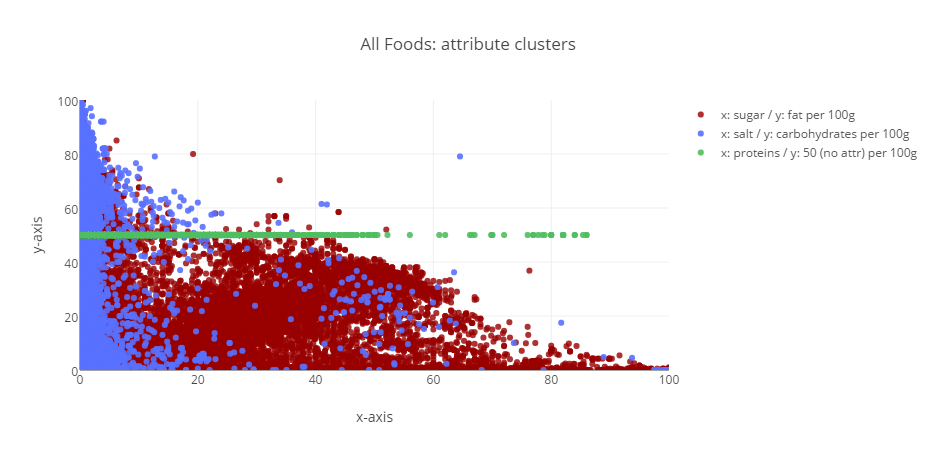 All Foods: attribute clusters
x: sugar / y: fat per 100g
x: salt / y: carbohydrates per 100g
x: proteins / y: 50 (no attr) per 100g
y-axis
100
80
60
40
20
0
0 20 40 60 80 100
x-axis